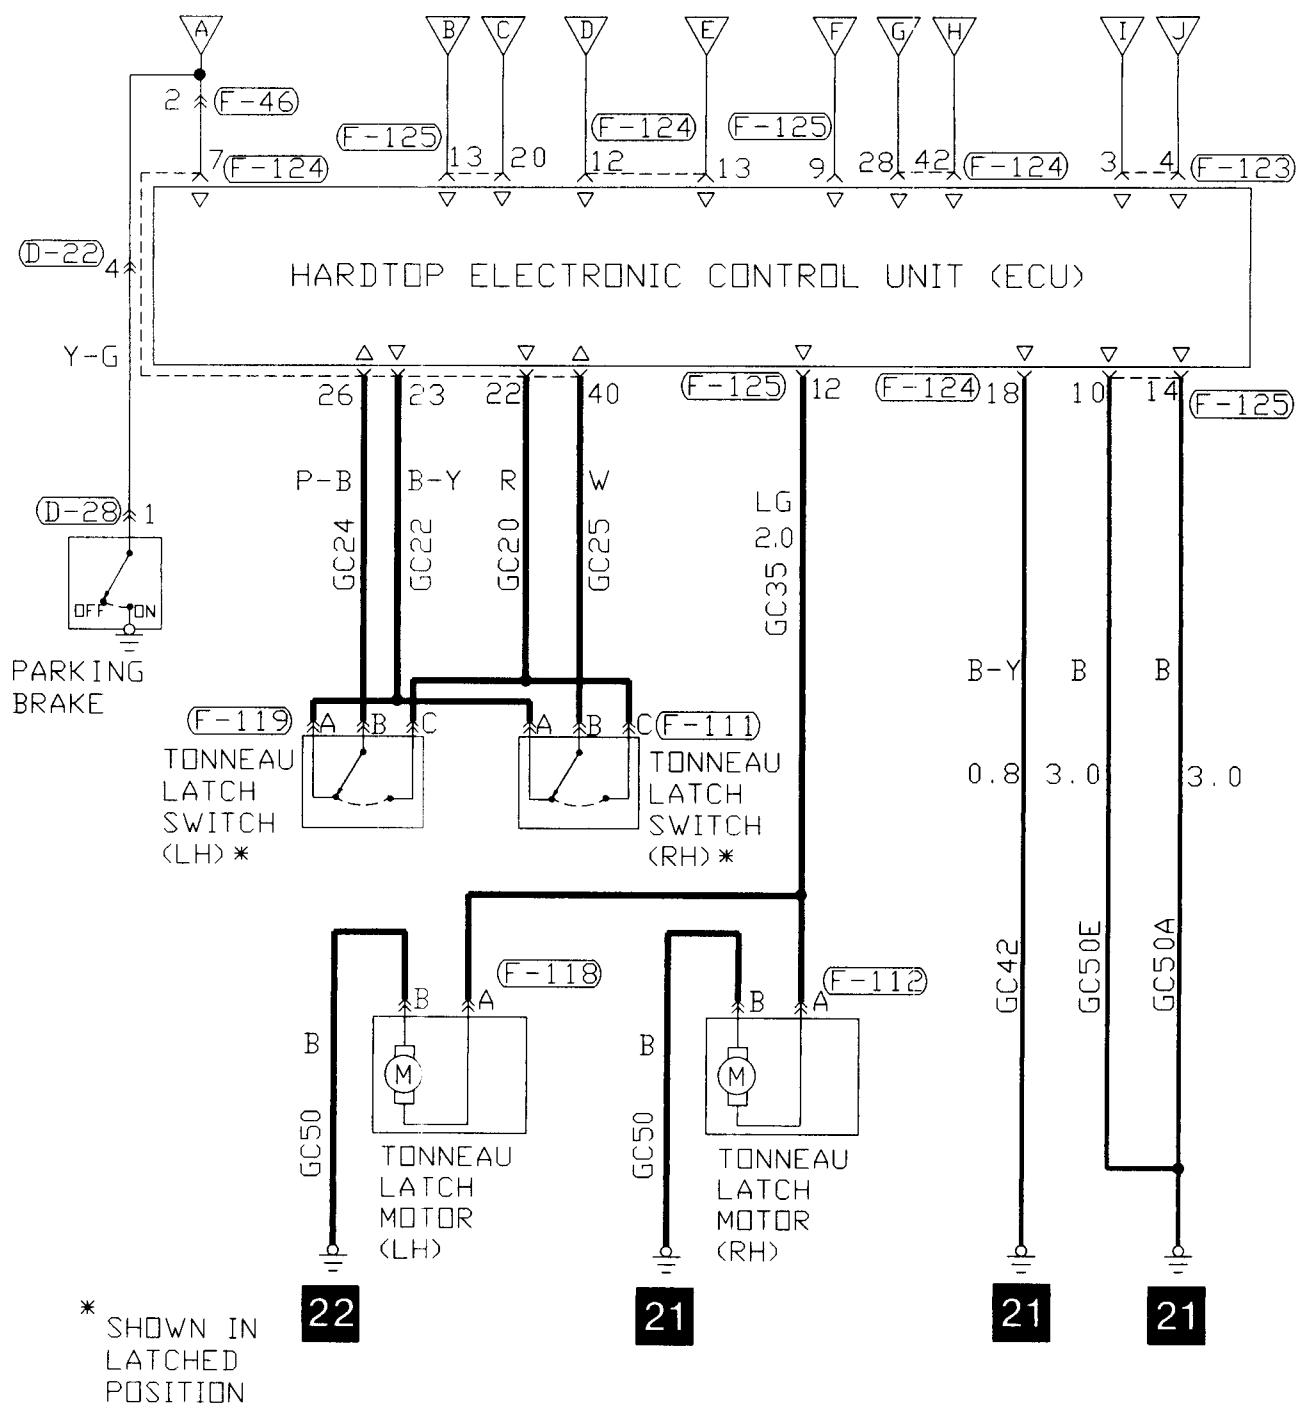 A B C D E F G H I J
2 F-46
F-125 F-124 F-125
7 F-124 13 20 12 13 9 28 42 F-124 3 4 F-123
D-22 4
HARDTOP ELECTRONIC CONTROL UNIT (ECU)
Y-G
26 23 22 40 F-125 12 F-124 18 10 14 F-125
P-B B-Y R W
LG
2.0
D-28 1
GC24 GC22 GC20 GC25 GC35
OFF ON
PARKING
BRAKE
B-Y B B
F-119 A B C A B C F-111
TONNEAU
LATCH
SWITCH
(LH) *
TONNEAU
LATCH
SWITCH
(RH) *
0.8 3.0 3.0
GC42 GC50E GC50A
F-118 F-112
B A B A
B B
M M
GC50 GC50
TONNEAU
LATCH
MOTOR
(LH)
TONNEAU
LATCH
MOTOR
(RH)
22 21 21 21
*
SHOWN IN
LATCHED
POSITION